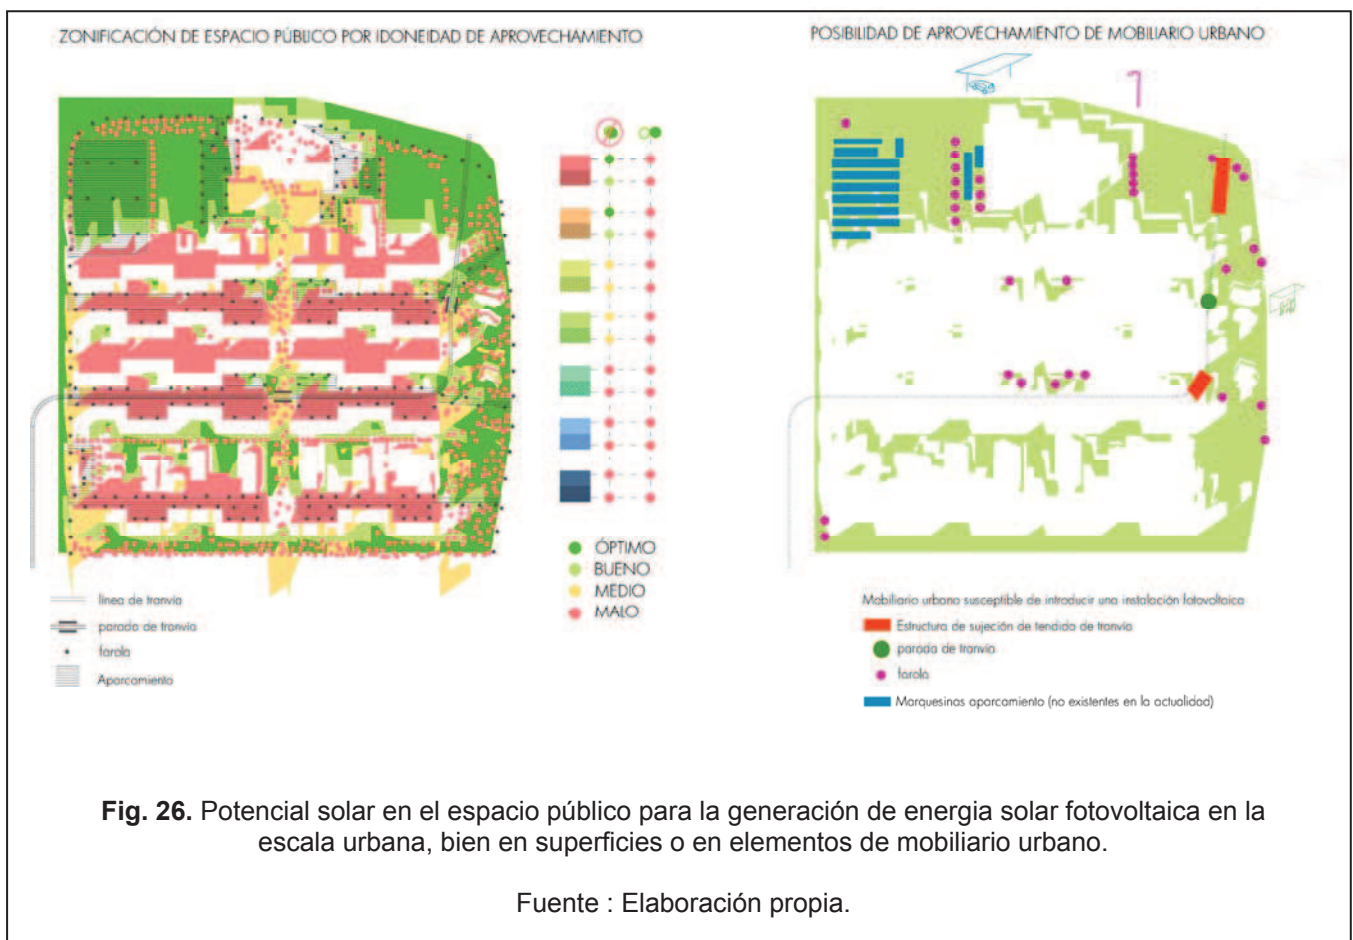 ZONIFICACIÓN DE ESPACIO PÚBLICO POR IDONEIDAD DE APROVECHAMIENTO
ÓPTIMO
BUENO
MEDIO
MALO
línea de tranvía
parada de tranvía
farola
Aparcamiento
POSIBILIDAD DE APROVECHAMIENTO DE MOBILIARIO URBANO
Mobiliario urbano susceptible de introducir una instalación fotovoltaica
Estructura de sujeción de tendido de tranvía
parada de tranvía
farola
Marquesinas aparcamiento (no existentes en la actualidad)
Fig. 26. Potencial solar en el espacio público para la generación de energia solar fotovoltaica en la
escala urbana, bien en superficies o en elementos de mobiliario urbano.
Fuente : Elaboración propia.